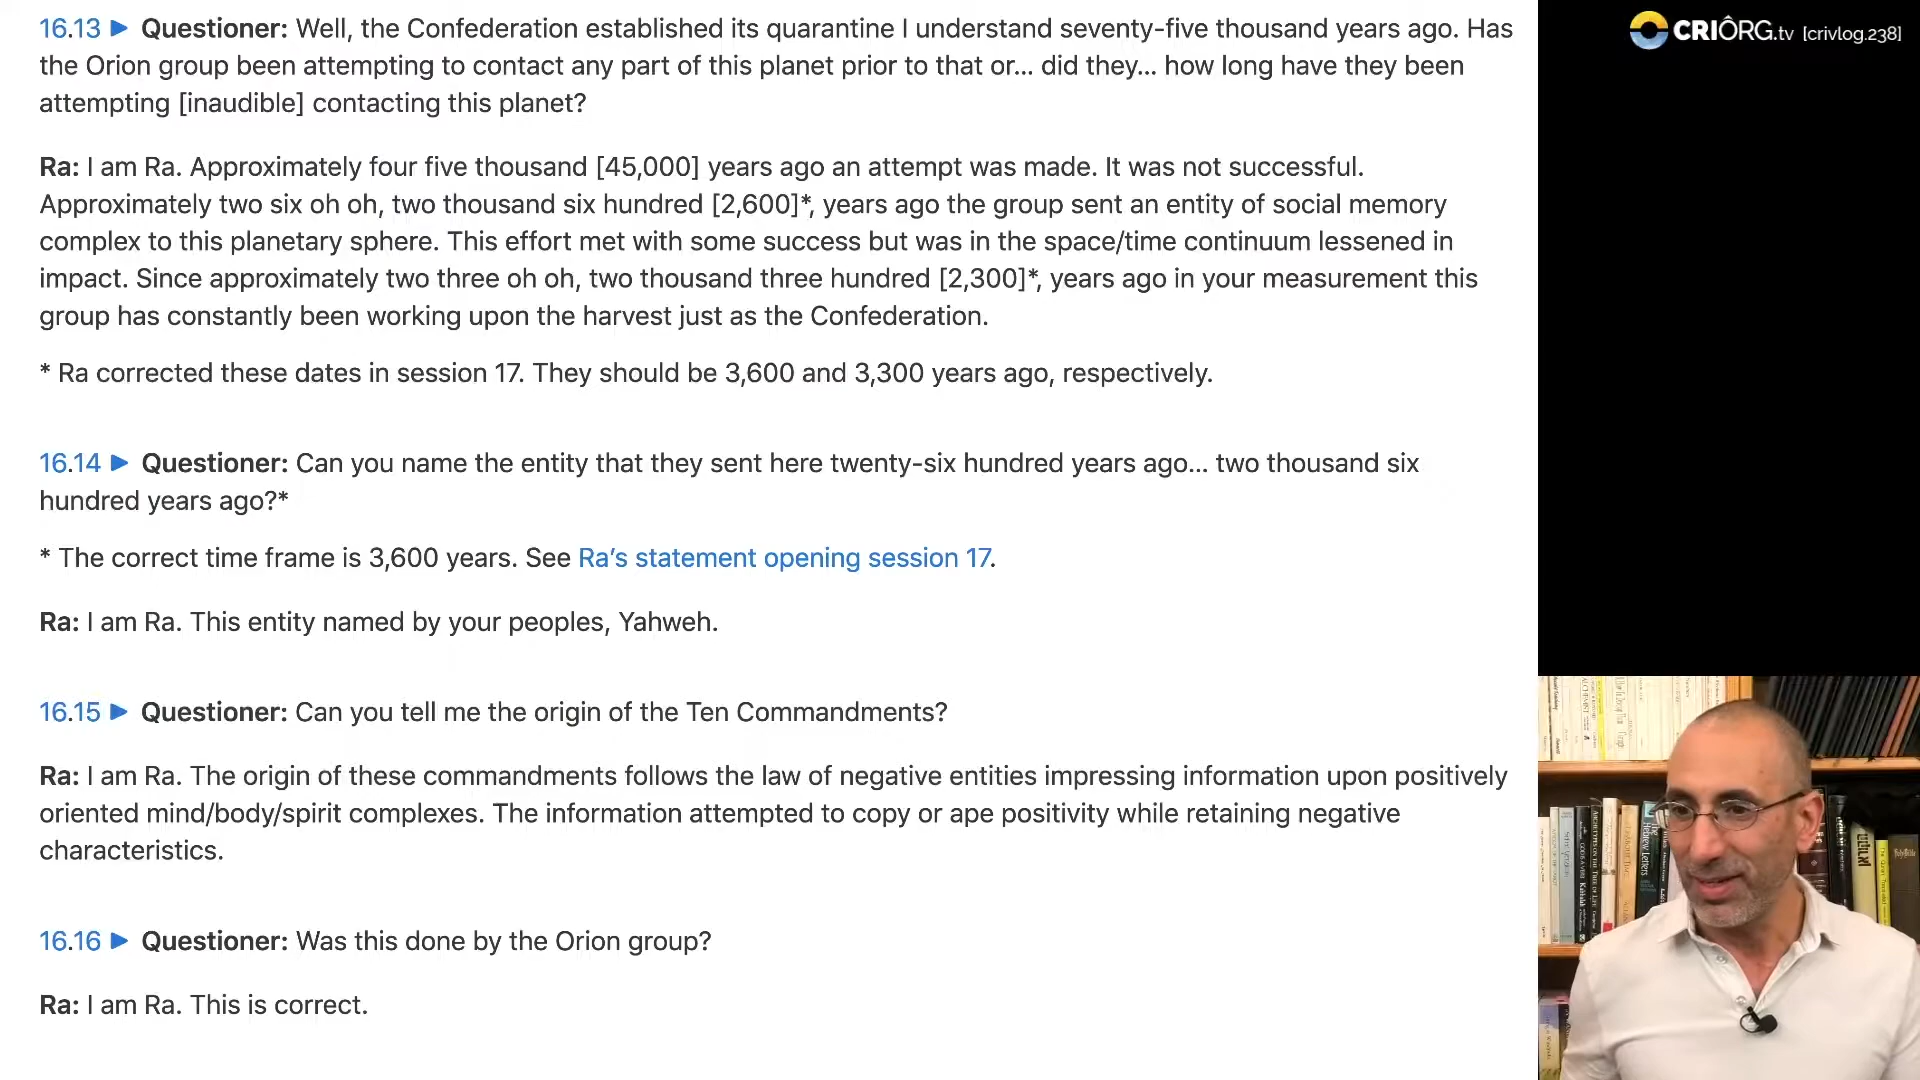 16.13 ▶ Questioner: Well, the Confederation established its quarantine I understand seventy-five thousand years ago. Has
the Orion group been attempting to contact any part of this planet prior to that or... did they... how long have they been
attempting [inaudible] contacting this planet?
Ra: I am Ra. Approximately four five thousand [45,000] years ago an attempt was made. It was not successful.
Approximately two six oh oh, two thousand six hundred [2,600]*, years ago the group sent an entity of social memory
complex to this planetary sphere. This effort met with some success but was in the space/time continuum lessened in
impact. Since approximately two three oh oh, two thousand three hundred [2,300]*, years ago in your measurement this
group has constantly been working upon the harvest just as the Confederation.
* Ra corrected these dates in session 17. They should be 3,600 and 3,300 years ago, respectively.
16.14 ▶ Questioner: Can you name the entity that they sent here twenty-six hundred years ago... two thousand six
hundred years ago?*
* The correct time frame is 3,600 years. See Ra's statement opening session 17.
Ra: I am Ra. This entity named by your peoples, Yahweh.
16.15 ▶ Questioner: Can you tell me the origin of the Ten Commandments?
Ra: I am Ra. The origin of these commandments follows the law of negative entities impressing information upon positively
oriented mind/body/spirit complexes. The information attempted to copy or ape positivity while retaining negative
characteristics.
16.16 ▶ Questioner: Was this done by the Orion group?
Ra: I am Ra. This is correct.
CRIÔRG.tv [crivlog.238]
The Hebrew Letters